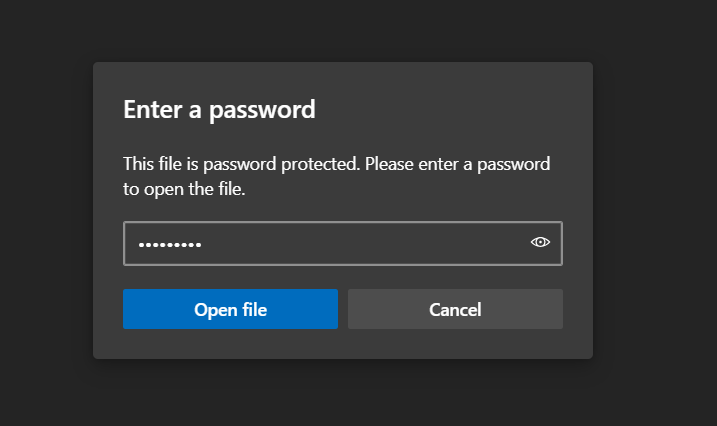 Enter a password
This file is password protected. Please enter a password
to open the file.
•••••••••
Open file
Cancel